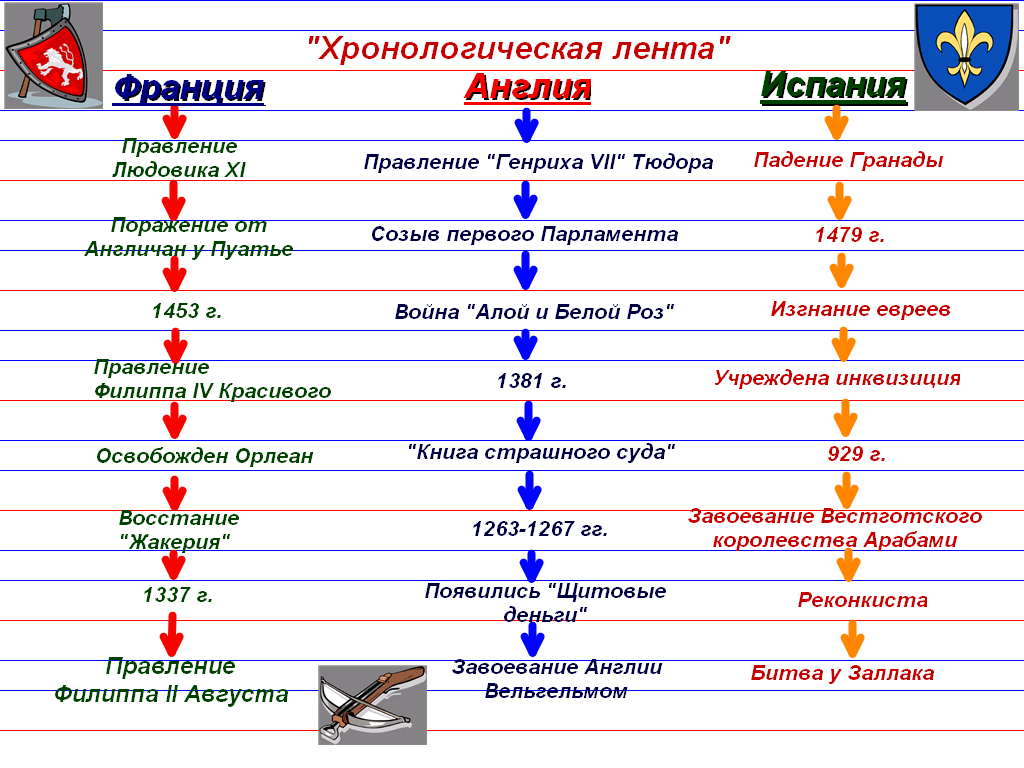 "Хронологическая лента"
Франция
Правление
Людовика XI
Поражение от
Англичан у Пуатье
1453 г.
Правление
Филиппа IV Красивого
Освобожден Орлеан
Восстание
"Жакерия"
1337 г.
Правление
Филиппа II Августа
Англия
Правление "Генриха VII" Тюдора
Созыв первого Парламента
Война "Алой и Белой Роз"
1381 г.
"Книга страшного суда"
1263-1267 гг.
Появились "Щитовые
деньги"
Завоевание Англии
Вельгельмом
Испания
Падение Гранады
1479 г.
Изгнание евреев
Учреждена инквизиция
929 г.
Завоевание Вестготского
королевства Арабами
Реконкиста
Битва у Заллака